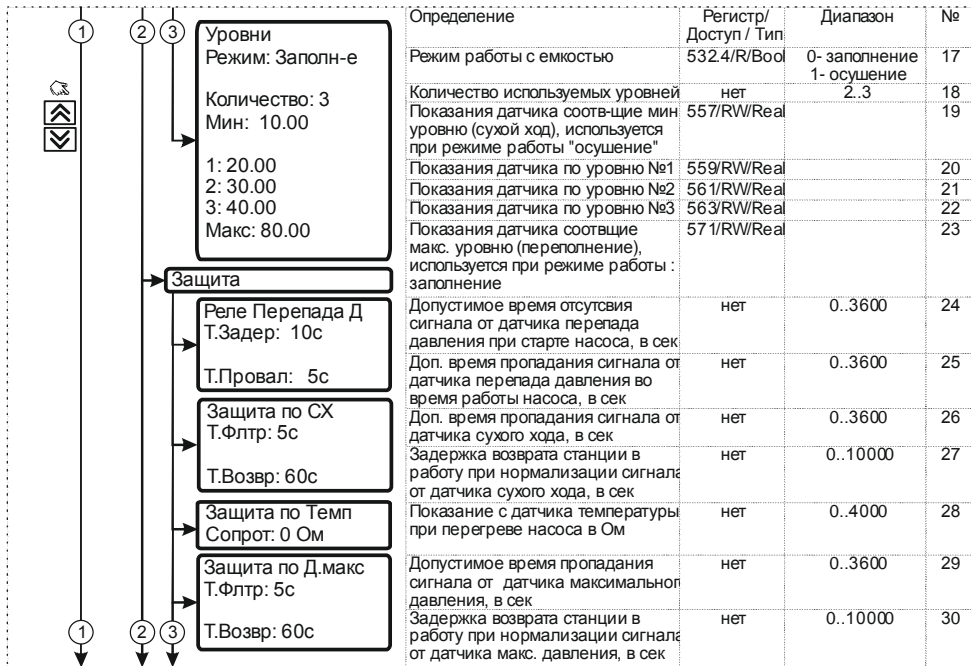 Определение Регистр/ Диапазон №
Доступ / Тип
1 2 3
Уровни
Режим: Заполн-е
Количество: 3
Мин: 10.00
1: 20.00
2: 30.00
3: 40.00
Макс: 80.00
Режим работы с емкостью 532.4/R/Bool 0- заполнение 17
1- осушение
Количество используемых уровней нет 2..3 18
Показания датчика соотв-щие мин 557/RW/Real 19
уровню (сухой ход), используется
при режиме работы "осушение"
Показания датчика по уровню №1 559/RW/Real 20
Показания датчика по уровню №2 561/RW/Real 21
Показания датчика по уровню №3 563/RW/Real 22
Показания датчика соотвщие 571/RW/Real 23
макс. уровню (переполнение),
используется при режиме работы :
заполнение
Защита
Реле Перепада Д
Т.Задер: 10с
Т.Провал: 5с
Допустимое время отсутсвия нет 0..3600 24
сигнала от датчика перепада
давления при старте насоса, в сек
Доп. время пропадания сигнала от нет 0..3600 25
датчика перепада давления во
время работы насоса, в сек
Защита по СХ
Т.Флтр: 5с
Т.Возвр: 60с
Доп. время пропадания сигнала от нет 0..3600 26
датчика сухого хода, в сек
Задержка возврата станции в нет 0..10000 27
работу при нормализации сигнала
от датчика сухого хода, в сек
Защита по Темп
Сопрот: 0 Ом
Показание с датчика температуры нет 0..4000 28
при перегреве насоса в Ом
Защита по Д.макс
Т.Флтр: 5с
Т.Возвр: 60с
Допустимое время пропадания нет 0..3600 29
сигнала от датчика максимальног
давления, в сек
Задержка возврата станции в нет 0..10000 30
работу при нормализации сигнала
от датчика макс. давления, в сек
1 2 3